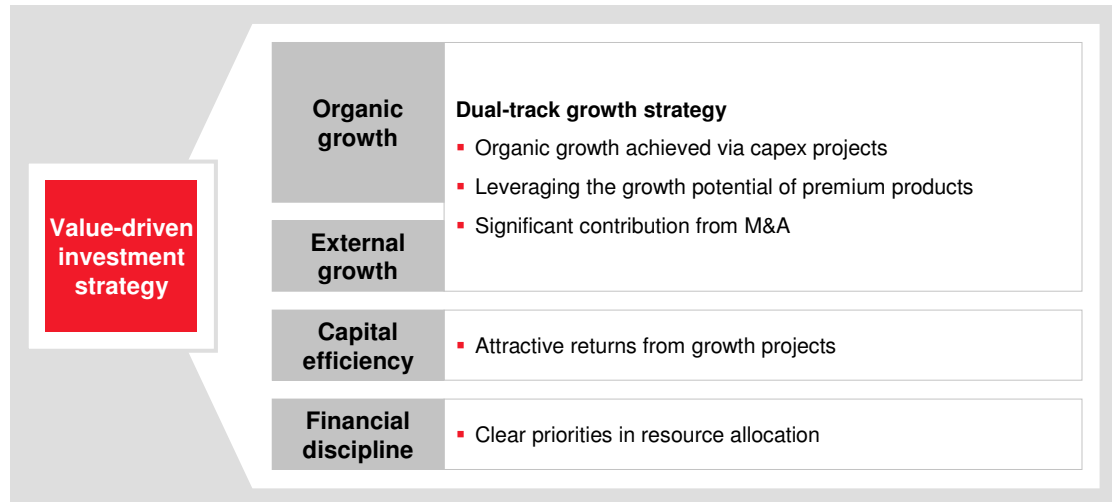 Value-driven
investment
strategy
Organic
growth
External
growth
Dual-track growth strategy
▪ Organic growth achieved via capex projects
▪ Leveraging the growth potential of premium products
▪ Significant contribution from M&A
Capital
efficiency
▪ Attractive returns from growth projects
Financial
discipline
▪ Clear priorities in resource allocation